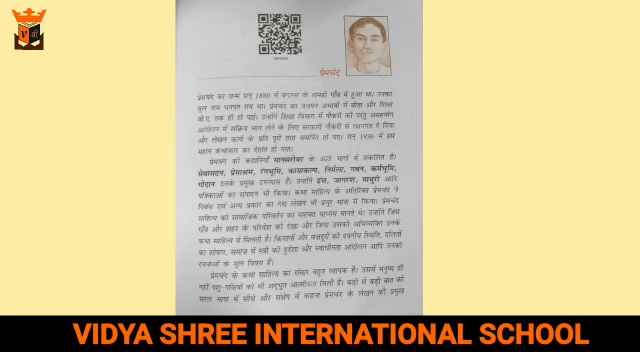 प्रेमचंद
प्रेमचंद का जन्म सन् 1880 में बनारस के लमही गाँव में हुआ था। उनका
मूल नाम धनपत राय था। प्रेमचंद का बचपन अभावों में बीता और शिक्षा
बी.ए. तक ही हो पाई। उन्होंने शिक्षा विभाग में नौकरी की परंतु असहयोग
आंदोलन में सक्रिय भाग लेने के लिए सरकारी नौकरी से त्यागपत्र दे दिया
और लेखन कार्य के प्रति पूरी तरह समर्पित हो गए। सन् 1936 में इस
महान कथाकार का देहांत हो गया।
प्रेमचंद की कहानियाँ मानसरोवर के आठ भागों में संकलित हैं।
सेवासदन, प्रेमाश्रम, रंगभूमि, कायाकल्प, निर्मला, गबन, कर्मभूमि,
गोदान उनके प्रमुख उपन्यास हैं। उन्होंने हंस, जागरण, माधुरी आदि
पत्रिकाओं का संपादन भी किया। कथा साहित्य के अतिरिक्त प्रेमचंद ने
निबंध एवं अन्य प्रकार का गद्य लेखन भी प्रचुर मात्रा में किया। प्रेमचंद
साहित्य को सामाजिक परिवर्तन का सशक्त माध्यम मानते थे। उन्होंने जिस
गाँव और शहर के परिवेश को देखा और जिया उसकी अभिव्यक्ति उनके
कथा साहित्य में मिलती है। किसानों और मजदूरों की दयनीय स्थिति, दलितों
का शोषण, समाज में स्त्री की दुर्दशा और स्वाधीनता आंदोलन आदि उनकी
रचनाओं के मूल विषय हैं।
प्रेमचंद के कथा साहित्य का संसार बहुत व्यापक है। उसमें मनुष्य ही
नहीं पशु-पक्षियों को भी अद्भुत आत्मीयता मिली है। बड़ी से बड़ी बात को
सरल भाषा में सीधे और संक्षेप में कहना प्रेमचंद के लेखन की प्रमुख
VIDYA SHREE INTERNATIONAL SCHOOL